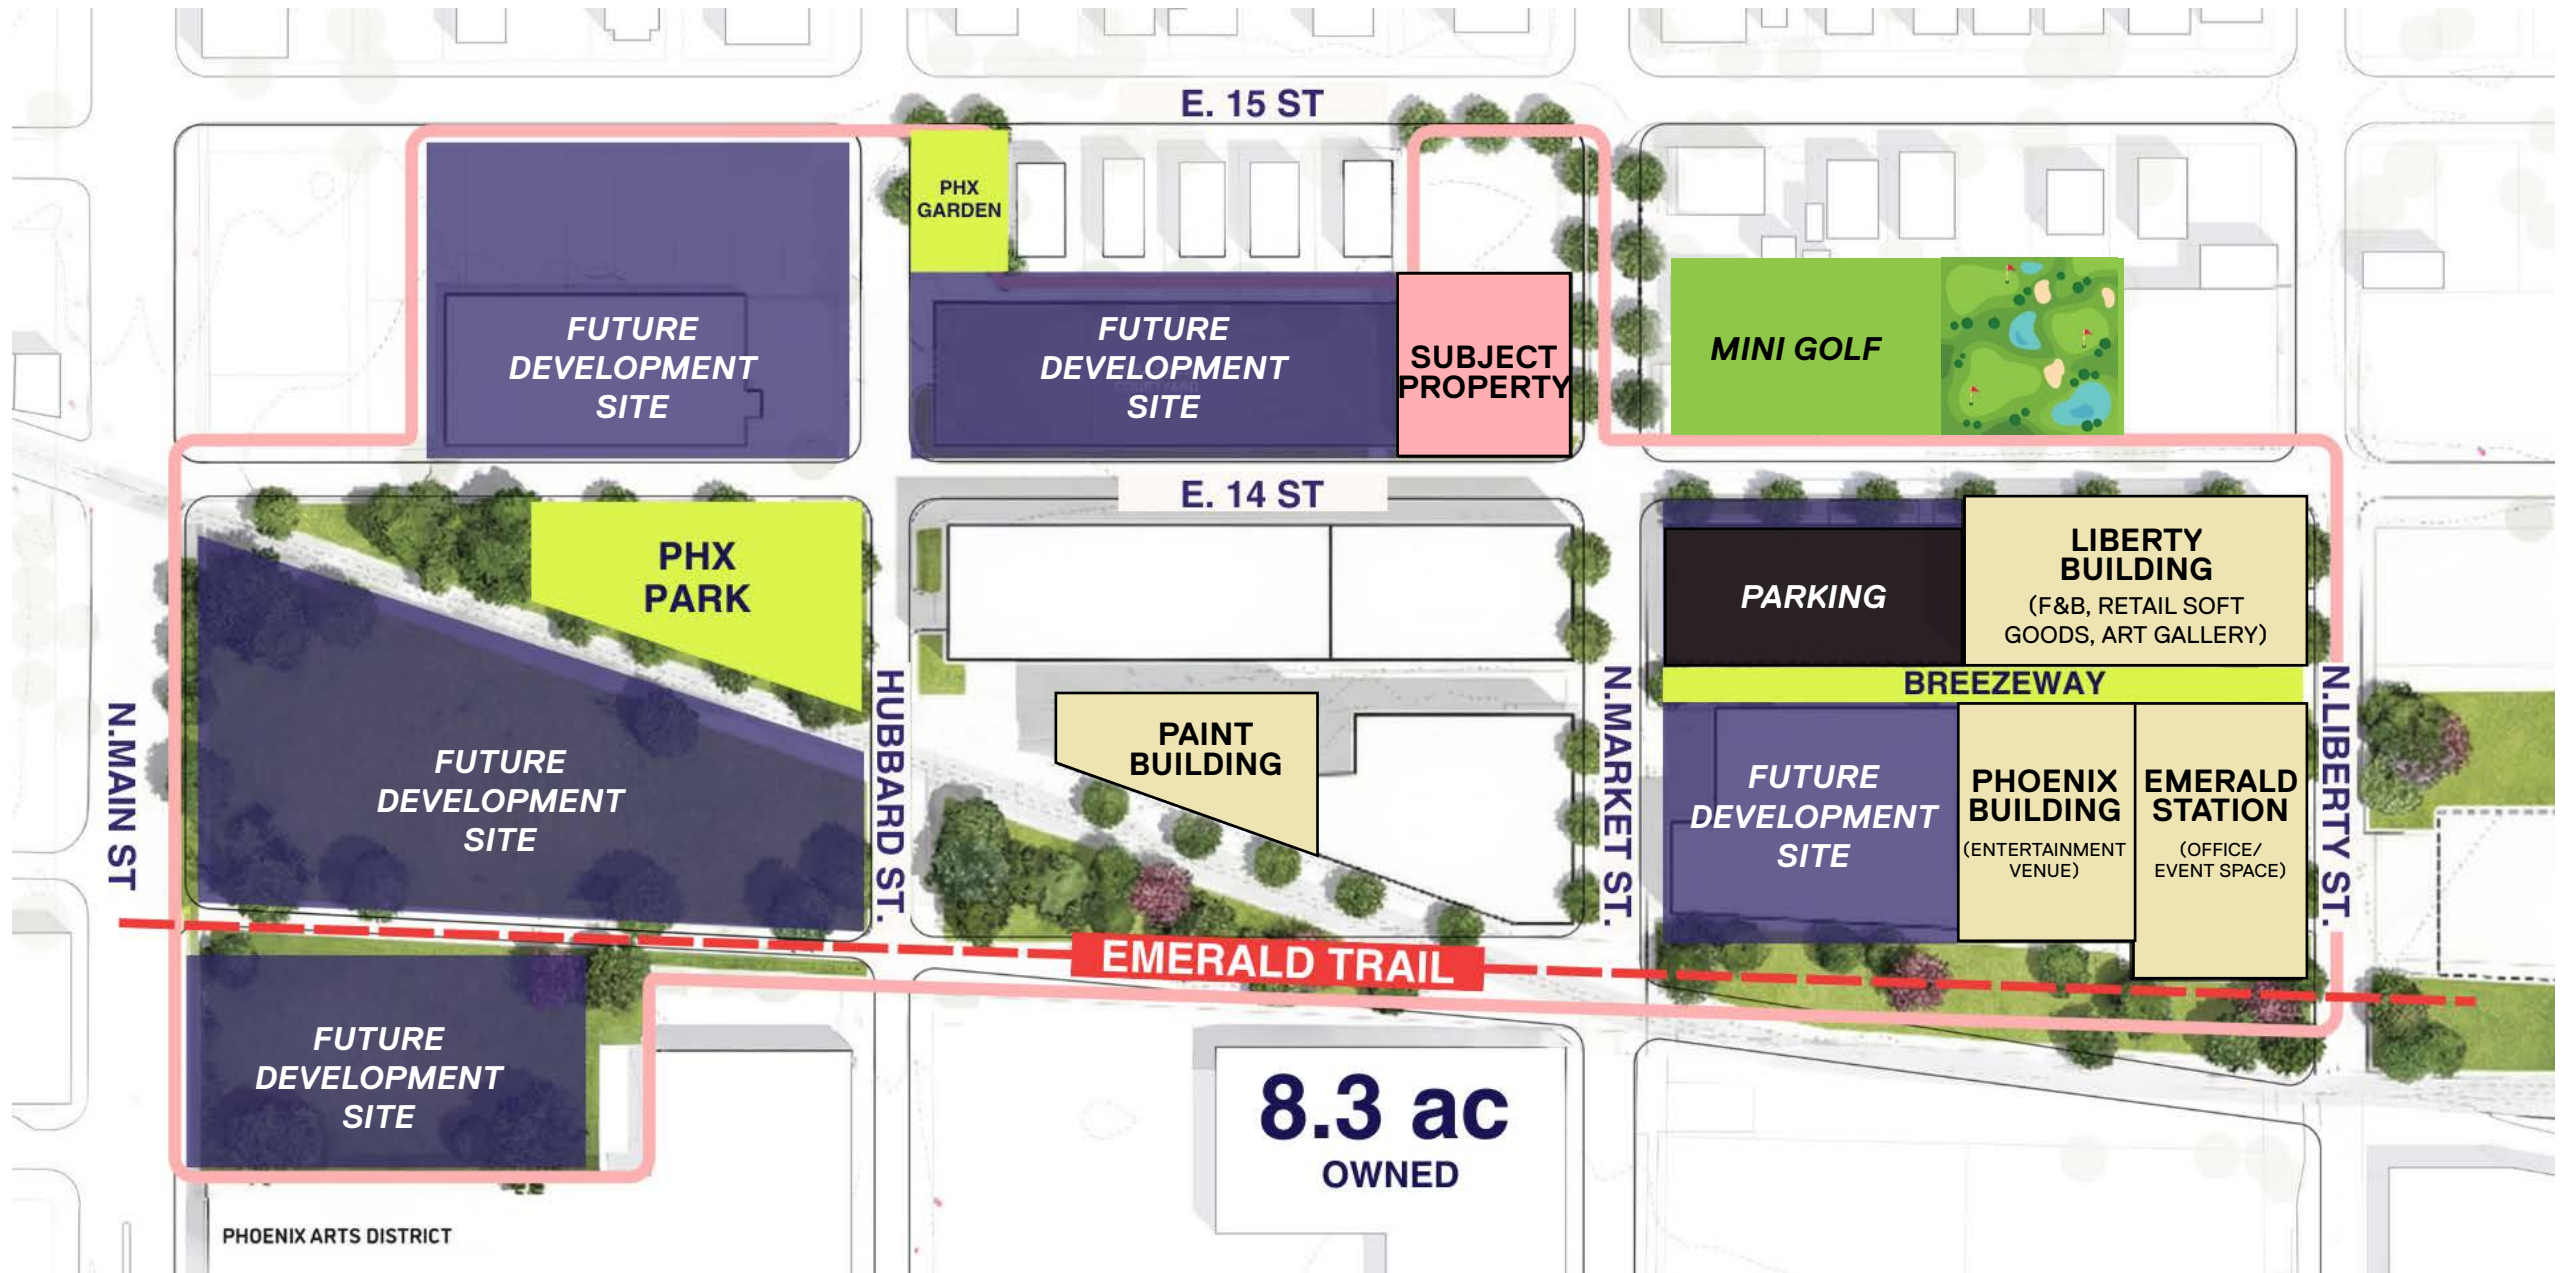 E. 15 ST
PHX
GARDEN
FUTURE
DEVELOPMENT
SITE
FUTURE
DEVELOPMENT
SITE
SUBJECT
PROPERTY
MINI GOLF
E. 14 ST
PHX
PARK
PARKING
LIBERTY
BUILDING
(F&B, RETAIL SOFT
GOODS, ART GALLERY)
BREEZEWAY
N.MAIN ST
FUTURE
DEVELOPMENT
SITE
HUBBARD ST.
PAINT
BUILDING
N.MARKET ST.
FUTURE
DEVELOPMENT
SITE
PHOENIX
BUILDING
(ENTERTAINMENT
VENUE)
EMERALD
STATION
(OFFICE/
EVENT SPACE)
N.LIBERTY ST.
EMERALD TRAIL
FUTURE
DEVELOPMENT
SITE
8.3 ac
OWNED
PHOENIX ARTS DISTRICT